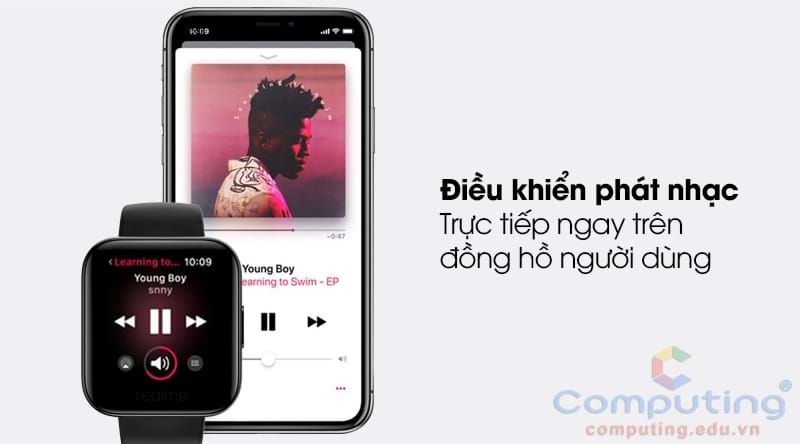 10:09
-0:47
Young Boy
earning to Swim - EP
Learning to...
10:09
Young Boy
snny
realme
Điều khiển phát nhạc
Trực tiếp ngay trên
đồng hồ người dùng
Computing®
computing.edu.vn